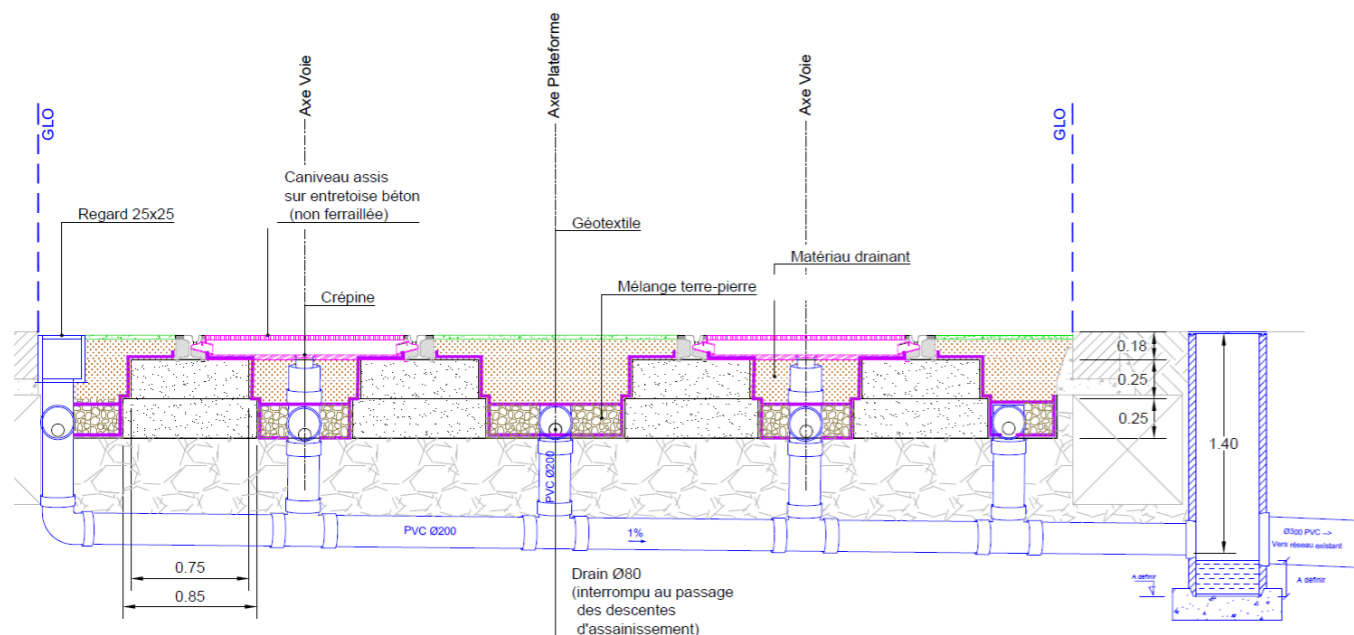 GLO
Axe Voie
Axe Plateforme
Axe Voie
GLO
Caniveau assis
sur entretoise béton
(non ferraillée)
Regard 25x25
Géotextile
Matériau drainant
Mélange terre-pierre
Crépine
0.18
0.25
0.25
1.40
PVC Ø200
PVC Ø200
1%
Ø300 PVC -->
Vers réseau existant
0.75
0.85
Drain Ø80
(interrompu au passage
des descentes
d'assainissement)
A définir
A définir